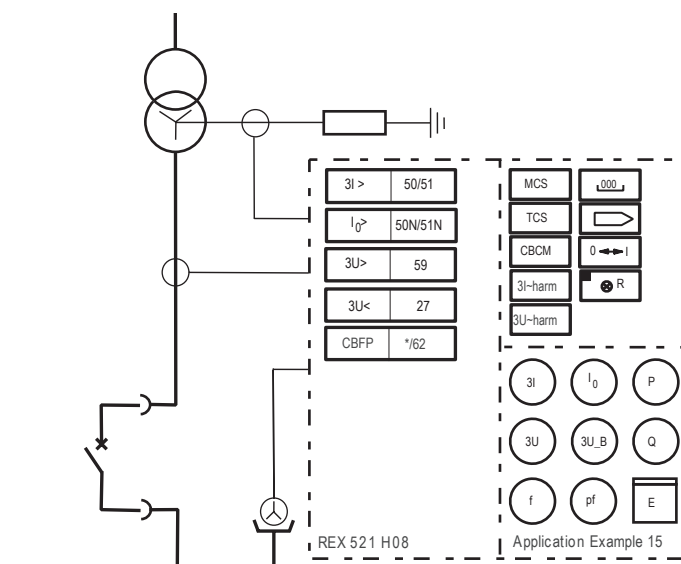 3I > 50/51
I0> 50N/51N
3U> 59
3U< 27
CBFP */62
MCS 000
TCS
CBCM 0 I
3I~harm R
3U~harm
3I I0 P
3U 3U_B Q
f pf E
REX 521 H08
Application Example 15